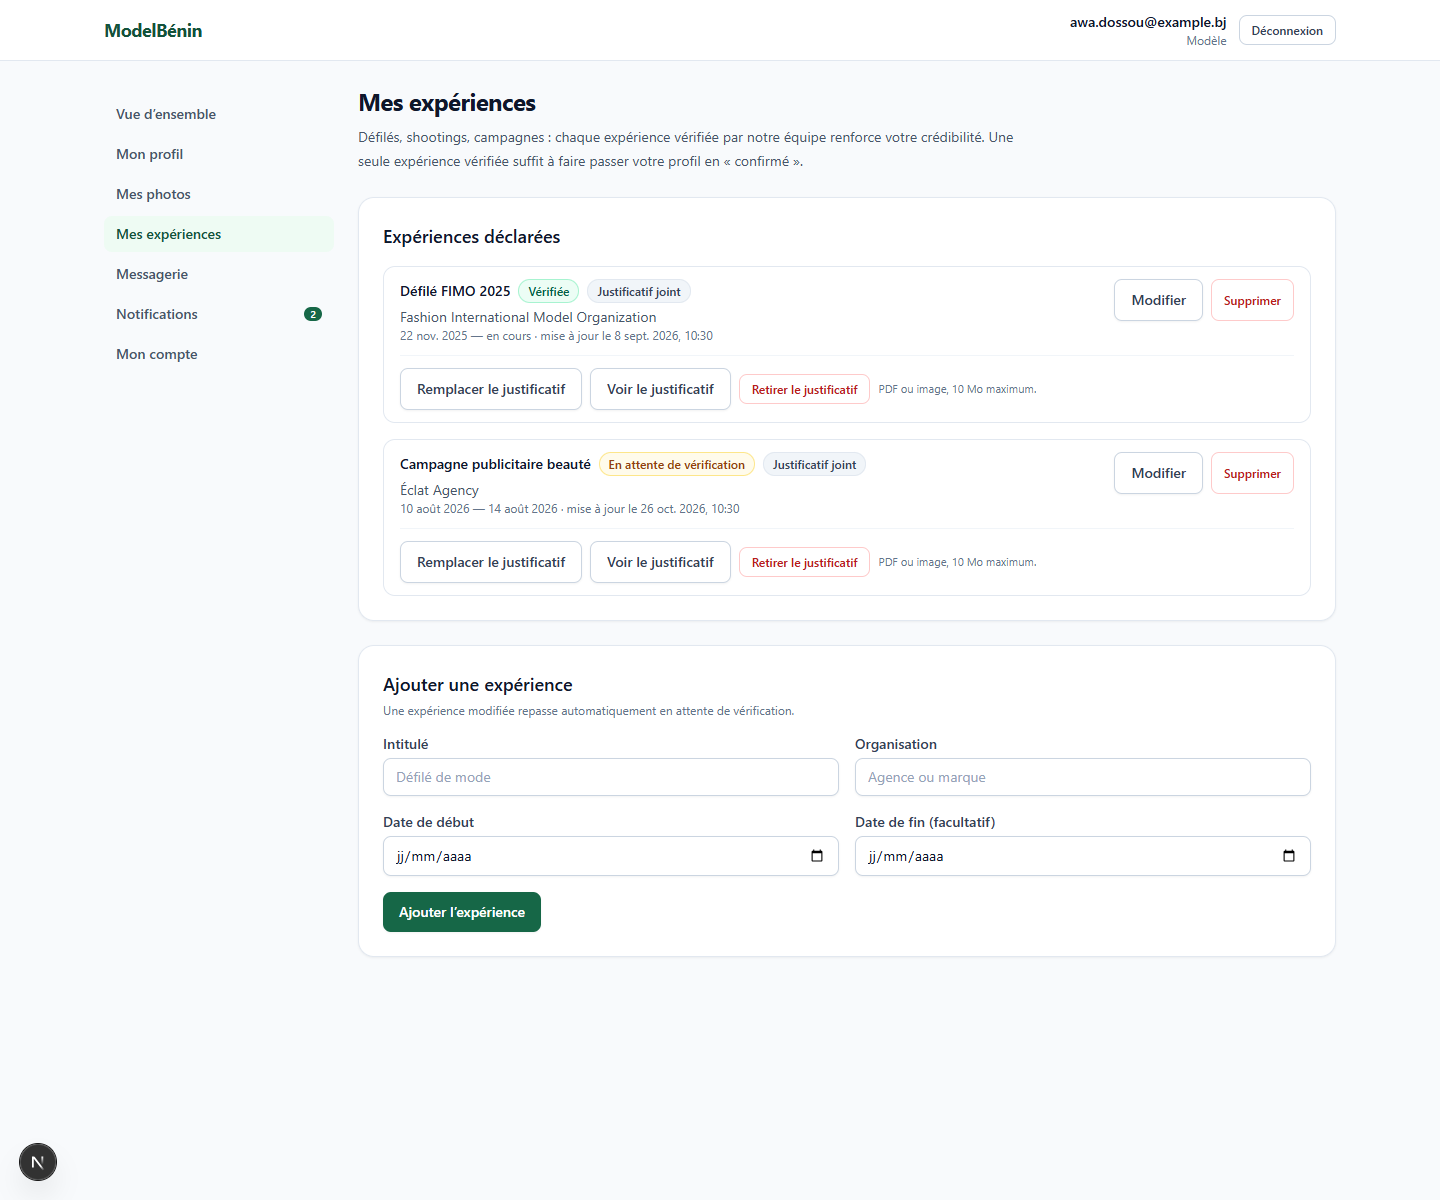 ModelBénin
awa.dossou@example.bj
Modèle
Déconnexion
Vue d’ensemble
Mon profil
Mes photos
Mes expériences
Messagerie
Notifications
2
Mon compte
Mes expériences
Défilés, shootings, campagnes : chaque expérience vérifiée par notre équipe renforce votre crédibilité. Une
seule expérience vérifiée suffit à faire passer votre profil en « confirmé ».
Expériences déclarées
Défilé FIMO 2025 Vérifiée Justificatif joint
Modifier Supprimer
Fashion International Model Organization
22 nov. 2025 — en cours · mise à jour le 8 sept. 2026, 10:30
Remplacer le justificatif Voir le justificatif Retirer le justificatif PDF ou image, 10 Mo maximum.
Campagne publicitaire beauté En attente de vérification Justificatif joint
Modifier Supprimer
Éclat Agency
10 août 2026 — 14 août 2026 · mise à jour le 26 oct. 2026, 10:30
Remplacer le justificatif Voir le justificatif Retirer le justificatif PDF ou image, 10 Mo maximum.
Ajouter une expérience
Une expérience modifiée repasse automatiquement en attente de vérification.
Intitulé
Défilé de mode
Organisation
Agence ou marque
Date de début
jj/mm/aaaa
Date de fin (facultatif)
jj/mm/aaaa
Ajouter l’expérience
N